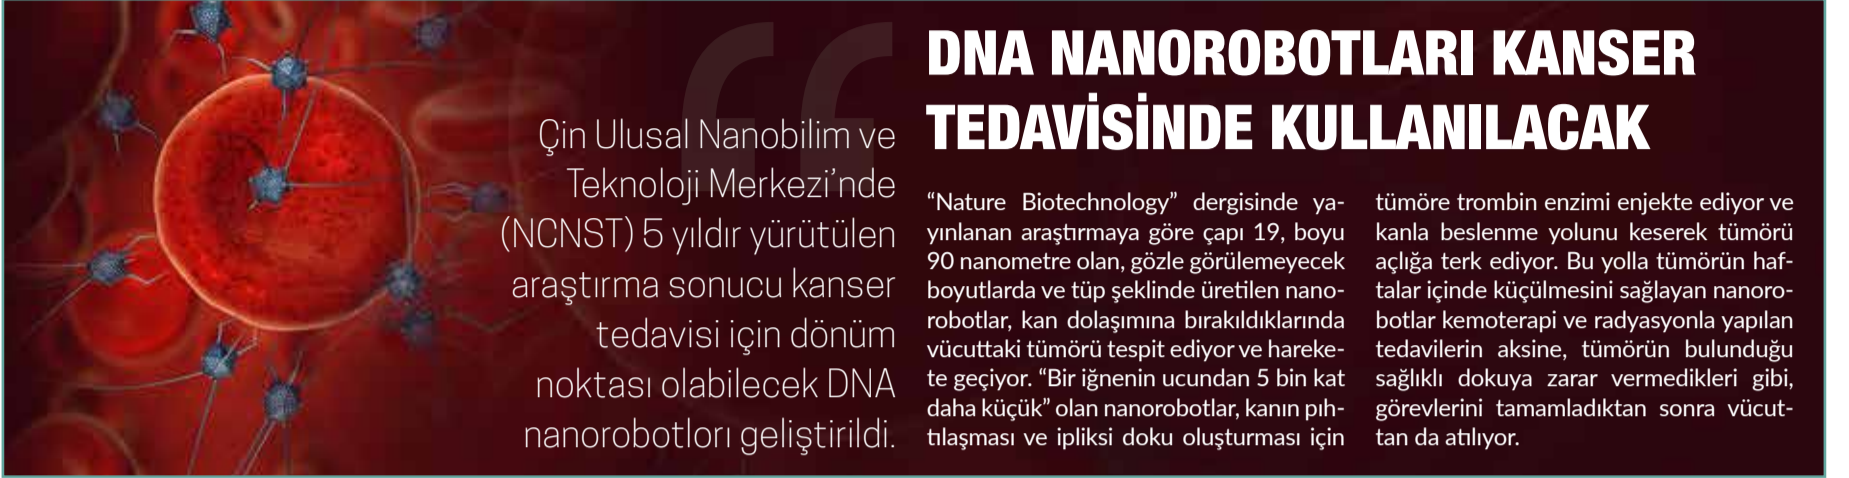 DNA NANOROBOTLARI KANSER
TEDAVİSİNDE KULLANILACAK
Çin Ulusal Nanobilim ve
Teknoloji Merkezi’nde
(NCNST) 5 yıldır yürütülen
araştırma sonucu kanser
tedavisi için dönüm
noktası olabilecek DNA
nanorobotlorı geliştirildi.
“Nature Biotechnology” dergisinde ya-
yınlanan araştırmaya göre çapı 19, boyu
90 nanometre olan, gözle görülemeyecek
boyutlarda ve tüp şeklinde üretilen nano-
robotlar, kan dolaşımına bırakıldıklarında
vücuttaki tümörü tespit ediyor ve hareke-
te geçiyor. “Bir iğnenin ucundan 5 bin kat
daha küçük” olan nanorobotlar, kanın pıh-
tılaşması ve ipliksi doku oluşturması için
tümöre trombin enzimi enjekte ediyor ve
kanla beslenme yolunu keserek tümörü
açlığa terk ediyor. Bu yolla tümörün haf-
talar içinde küçülmesini sağlayan nanoro-
botlar kemoterapi ve radyasyonla yapılan
tedavilerin aksine, tümörün bulunduğu
sağlıklı dokuya zarar vermedikleri gibi,
görevlerini tamamladıktan sonra vücut-
tan da atılıyor.